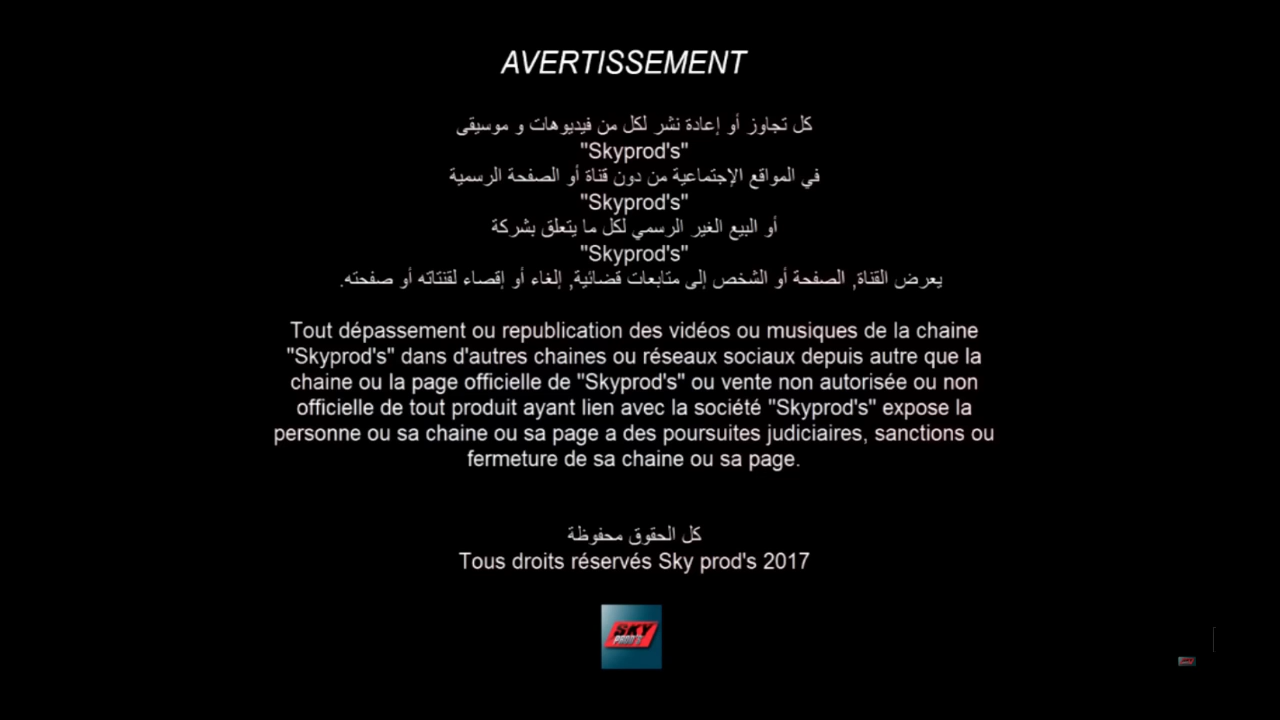 AVERTISSEMENT
كل تجاوز أو إعادة نشر لكل من فيديوهات و موسيقى
"Skyprod's"
في المواقع الإجتماعية من دون قناة أو الصفحة الرسمية
"Skyprod's"
أو البيع الغير الرسمي لكل ما يتعلق بشركة
"Skyprod's"
يعرض القناة, الصفحة أو الشخص إلى متابعات قضائية, إلغاء أو إقصاء لقنتاته أو صفحته.
Tout dépassement ou republication des vidéos ou musiques de la chaine
"Skyprod's" dans d'autres chaines ou réseaux sociaux depuis autre que la
chaine ou la page officielle de "Skyprod's" ou vente non autorisée ou non
officielle de tout produit ayant lien avec la société "Skyprod's" expose la
personne ou sa chaine ou sa page a des poursuites judiciaires, sanctions ou
fermeture de sa chaine ou sa page.
كل الحقوق محفوظة
Tous droits réservés Sky prod's 2017
SKY
PROD'S